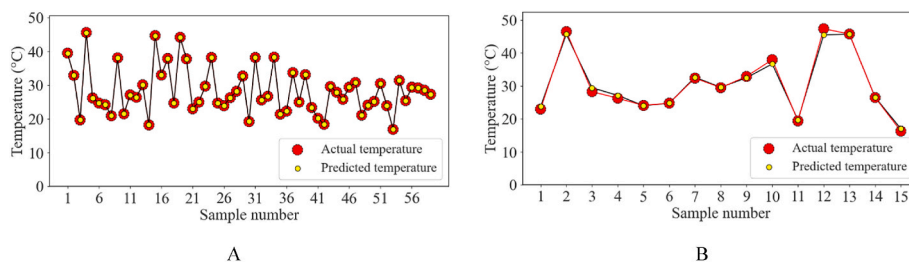 50
40
30
20
10
0
Temperature (°C)
Actual temperature
Predicted temperature
1 6 11 16 21 26 31 36 41 46 51 56
Sample number
A
50
40
30
20
10
0
Temperature (°C)
Actual temperature
Predicted temperature
1 2 3 4 5 6 7 8 9 10 11 12 13 14 15
Sample number
B